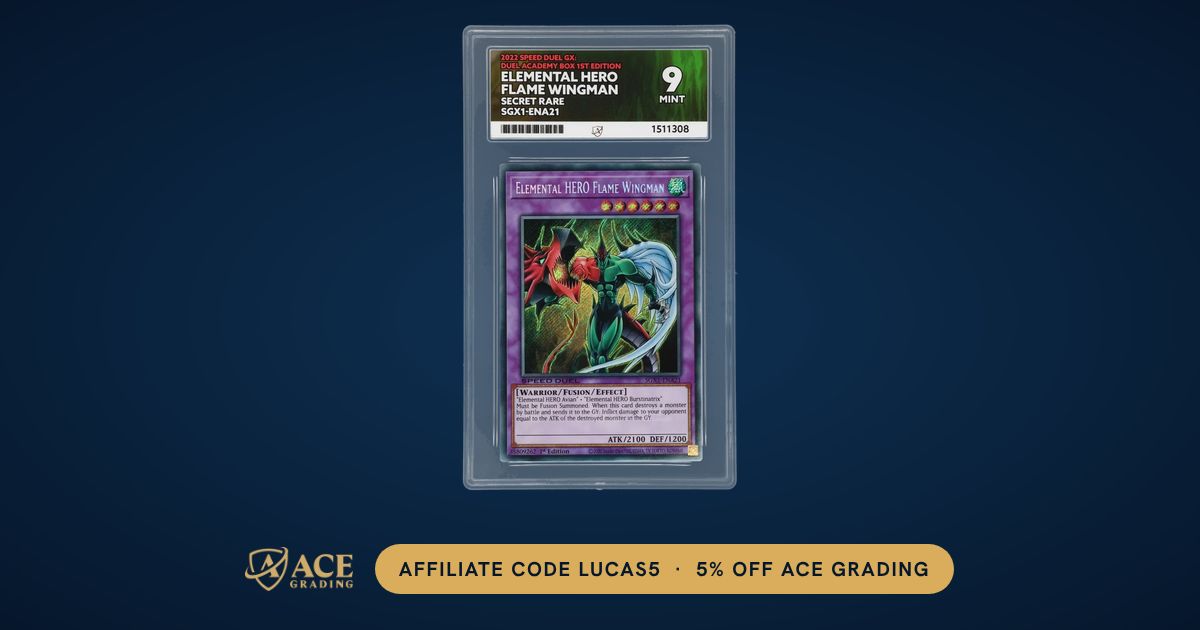 2022 SPEED DUEL GX:
DUEL ACADEMY BOX 1ST EDITION
ELEMENTAL HERO
FLAME WINGMAN
SECRET RARE
SGX1-ENA21
9
MINT
1511308
Elemental HERO Flame Wingman
SPEED DUEL
SGX1-ENA21
[Warrior/Fusion/Effect]
"Elemental HERO Avian" + "Elemental HERO Burstinatrix"
Must be Fusion Summoned. When this card destroys a monster
by battle and sends it to the GY: Inflict damage to your opponent
equal to the ATK of the destroyed monster in the GY.
ATK/2100 DEF/1200
1st Edition
ACE
GRADING
AFFILIATE CODE LUCAS5 · 5% OFF ACE GRADING